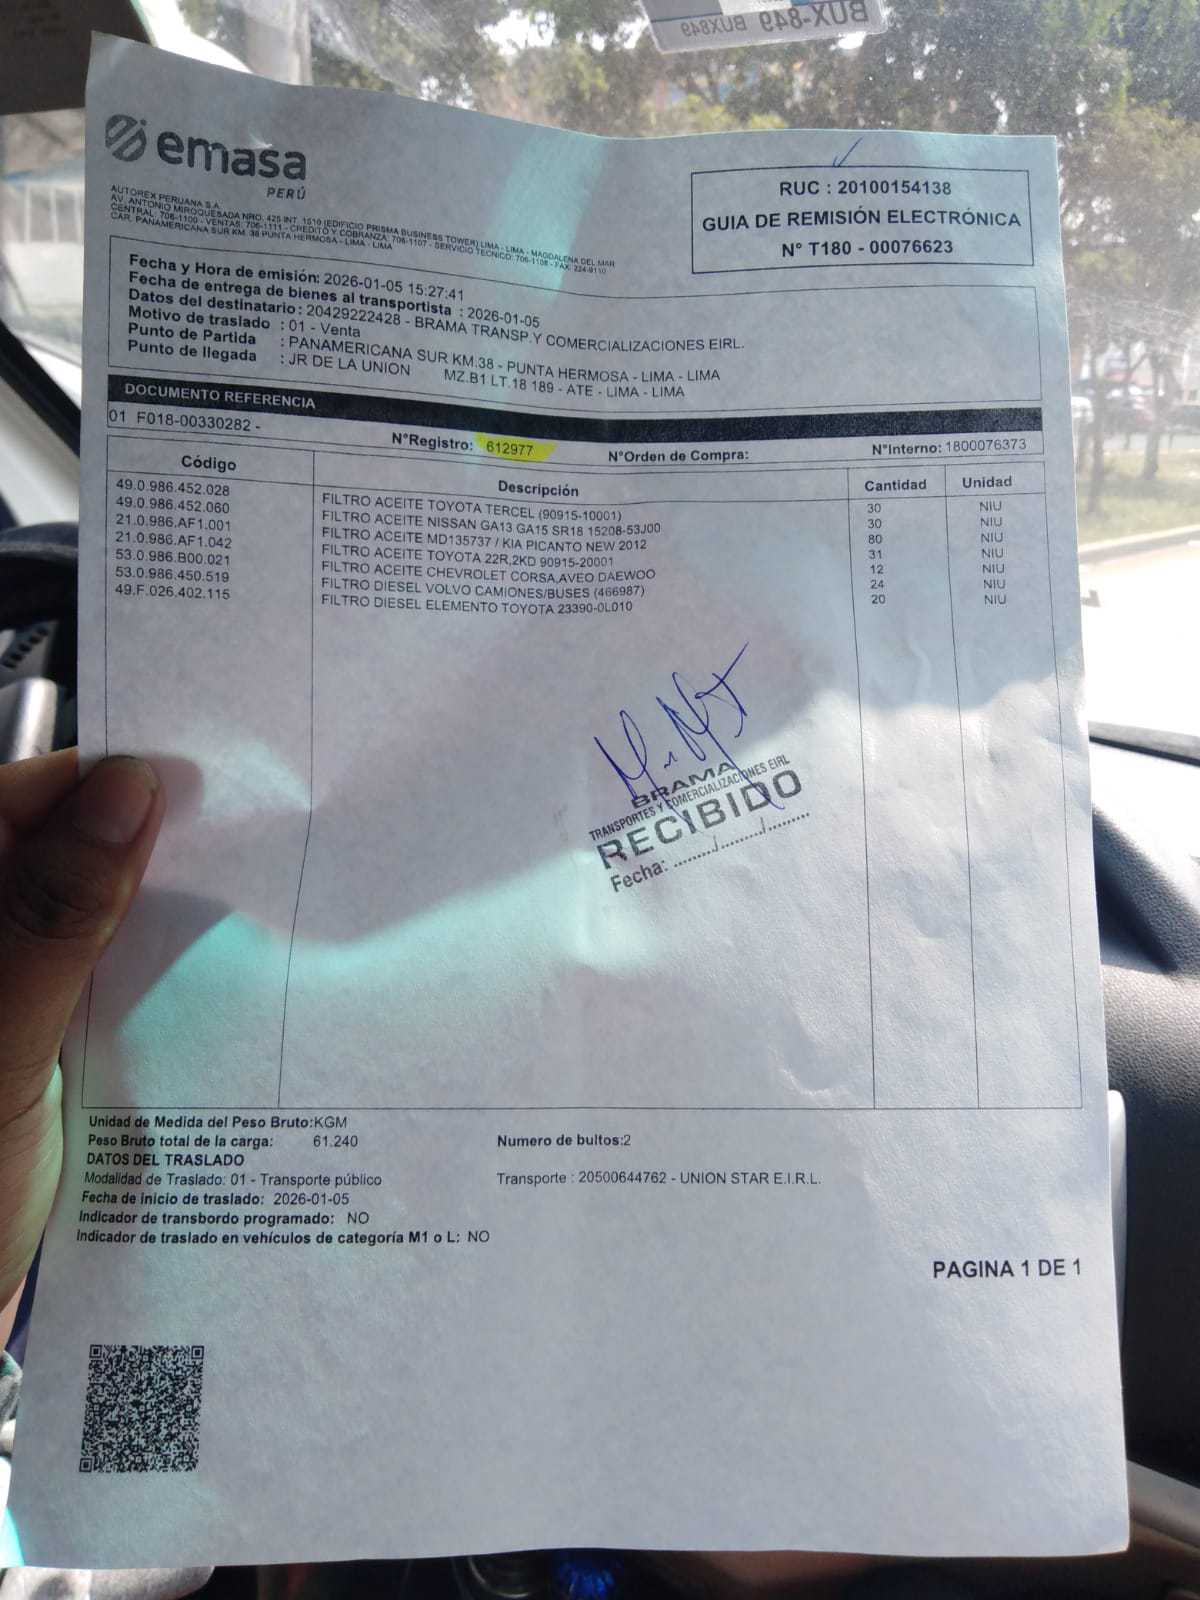 BUX-849 BUX849
emasa
PERÚ
AUTOREX PERUANA S.A.
AV. ANTONIO MIROQUESADA NRO. 425 INT. 1510 (EDIFICIO PRISMA BUSINESS TOWER) LIMA - LIMA - MAGDALENA DEL MAR
CENTRAL: 706-1100 - VENTAS: 706-1111 - CREDITO Y COBRANZA: 706-1107 - SERVICIO TECNICO: 706-1108 - FAX: 224-9110
CAR. PANAMERICANA SUR KM. 38 PUNTA HERMOSA - LIMA - LIMA
RUC : 20100154138
GUIA DE REMISIÓN ELECTRÓNICA
N° T180 - 00076623
Fecha y Hora de emisión: 2026-01-05 15:27:41
Fecha de entrega de bienes al transportista : 2026-01-05
Datos del destinatario : 20429222428 - BRAMA TRANSP.Y COMERCIALIZACIONES EIRL.
Motivo de traslado : 01 - Venta
Punto de Partida : PANAMERICANA SUR KM.38 - PUNTA HERMOSA - LIMA - LIMA
Punto de llegada : JR DE LA UNION MZ.B1 LT.18 189 - ATE - LIMA - LIMA
DOCUMENTO REFERENCIA
01 F018-00330282 -
N°Registro: 612977 N°Orden de Compra: N°Interno: 1800076373
Código Descripción Cantidad Unidad
49.0.986.452.028 FILTRO ACEITE TOYOTA TERCEL (90915-10001) 30 NIU
49.0.986.452.060 FILTRO ACEITE NISSAN GA13 GA15 SR18 15208-53J00 30 NIU
21.0.986.AF1.001 FILTRO ACEITE MD135737 / KIA PICANTO NEW 2012 80 NIU
21.0.986.AF1.042 FILTRO ACEITE TOYOTA 22R,2KD 90915-20001 31 NIU
53.0.986.B00.021 FILTRO ACEITE CHEVROLET CORSA,AVEO DAEWOO 12 NIU
53.0.986.450.519 FILTRO DIESEL VOLVO CAMIONES/BUSES (466987) 24 NIU
49.F.026.402.115 FILTRO DIESEL ELEMENTO TOYOTA 23390-0L010 20 NIU
BRAMA
TRANSPORTES Y COMERCIALIZACIONES EIRL
RECIBIDO
Fecha: ......../........./.........
Unidad de Medida del Peso Bruto:KGM
Peso Bruto total de la carga: 61.240 Numero de bultos:2
DATOS DEL TRASLADO
Modalidad de Traslado: 01 - Transporte público Transporte : 20500644762 - UNION STAR E.I.R.L.
Fecha de inicio de traslado: 2026-01-05
Indicador de transbordo programado: NO
Indicador de traslado en vehículos de categoría M1 o L: NO
PAGINA 1 DE 1